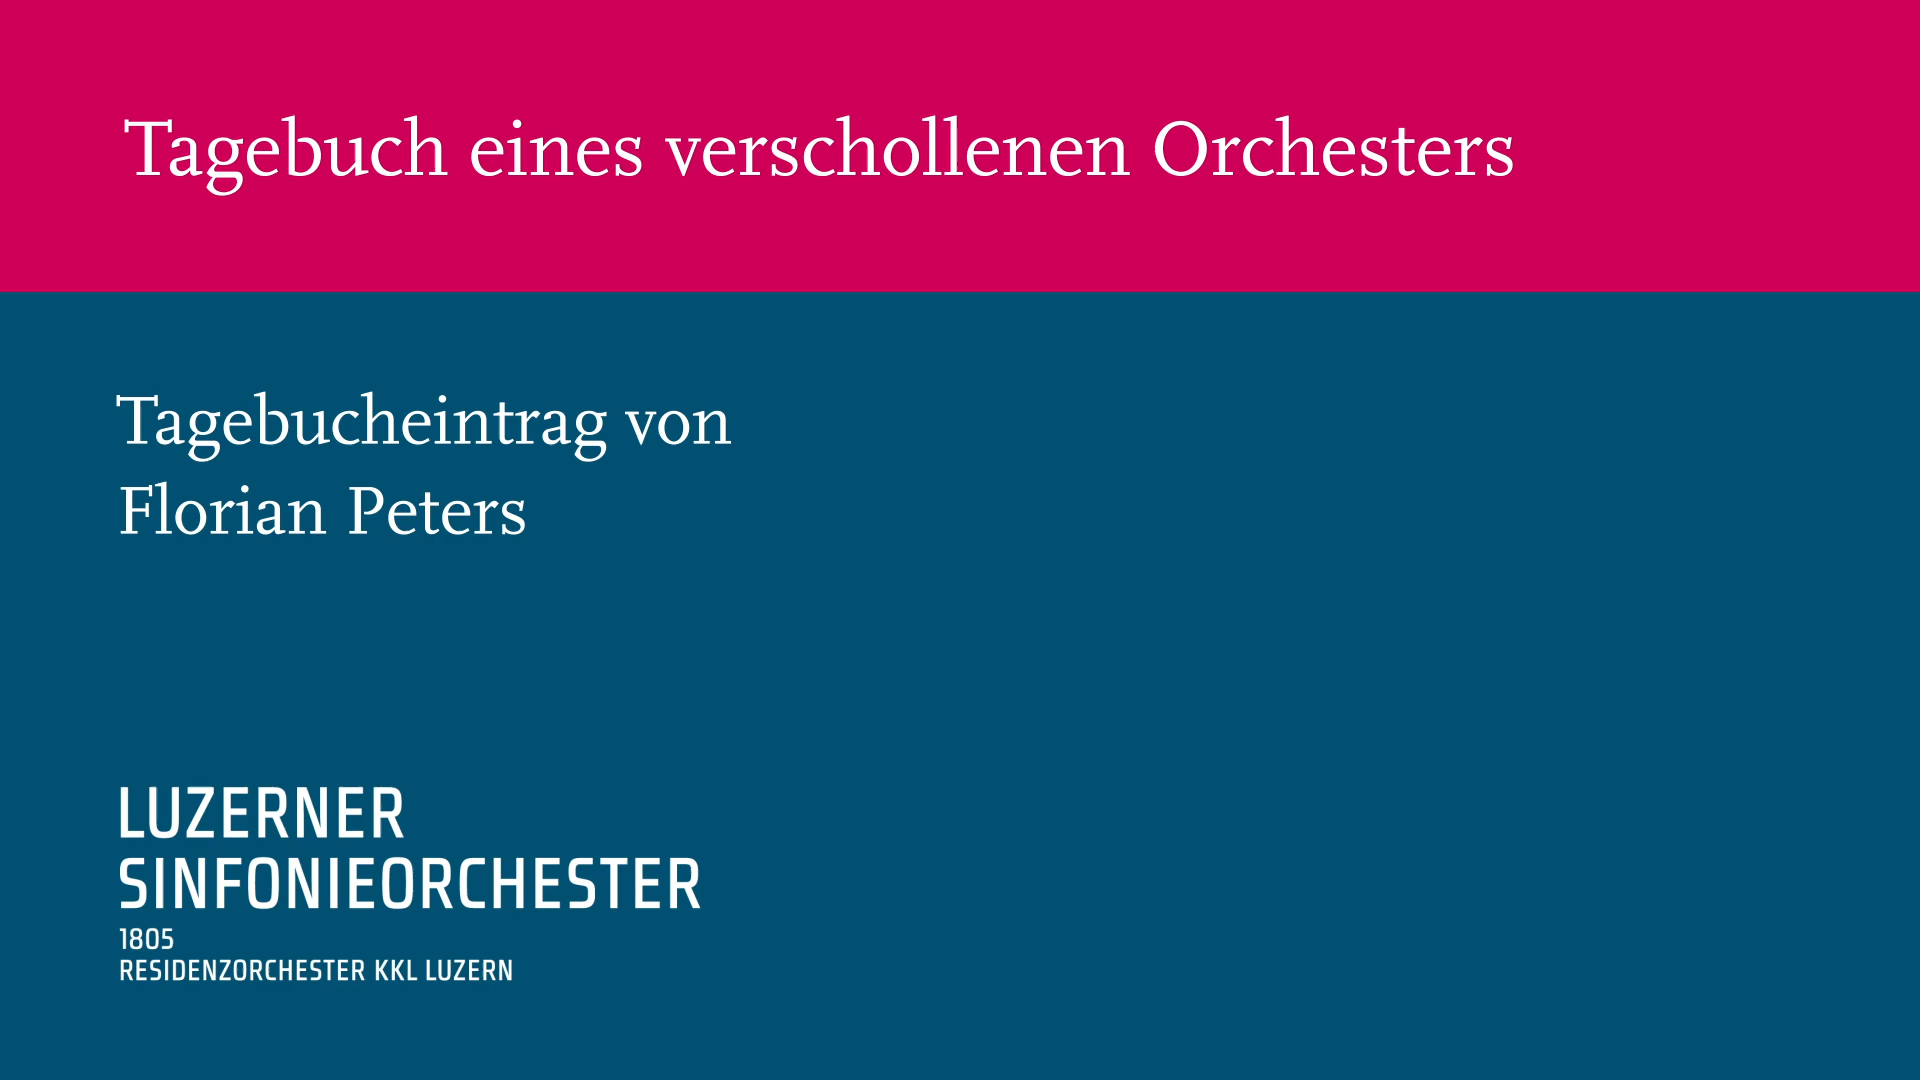 Tagebuch eines verschollenen Orchesters
Tagebucheintrag von
Florian Peters
LUZERNER
SINFONIEORCHESTER
1805
RESIDENZORCHESTER KKL LUZERN